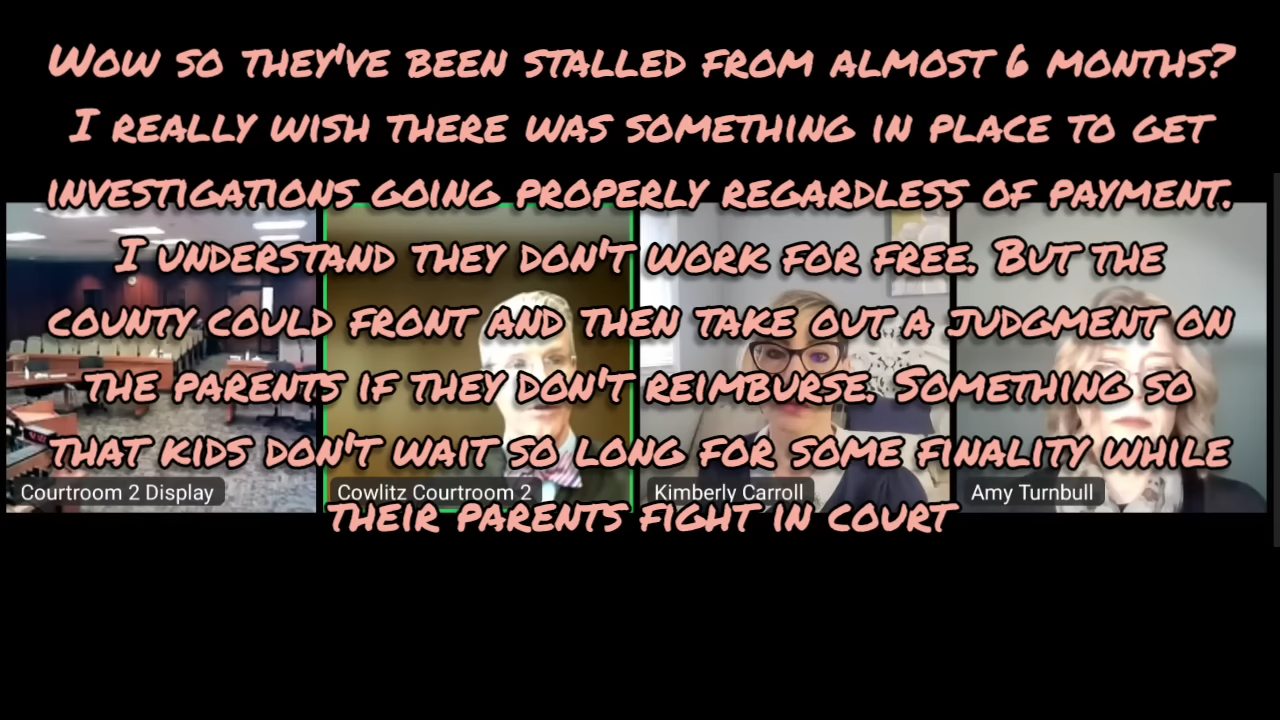 Wow so they've been stalled from almost 6 months?
I really wish there was something in place to get
investigations going properly regardless of payment.
I understand they don't work for free. But the
county could front and then take out a judgment on
the parents if they don't reimburse. Something so
that kids don't wait so long for some finality while
their parents fight in court
Courtroom 2 Display
Cowlitz Courtroom 2
Kimberly Carroll
Amy Turnbull